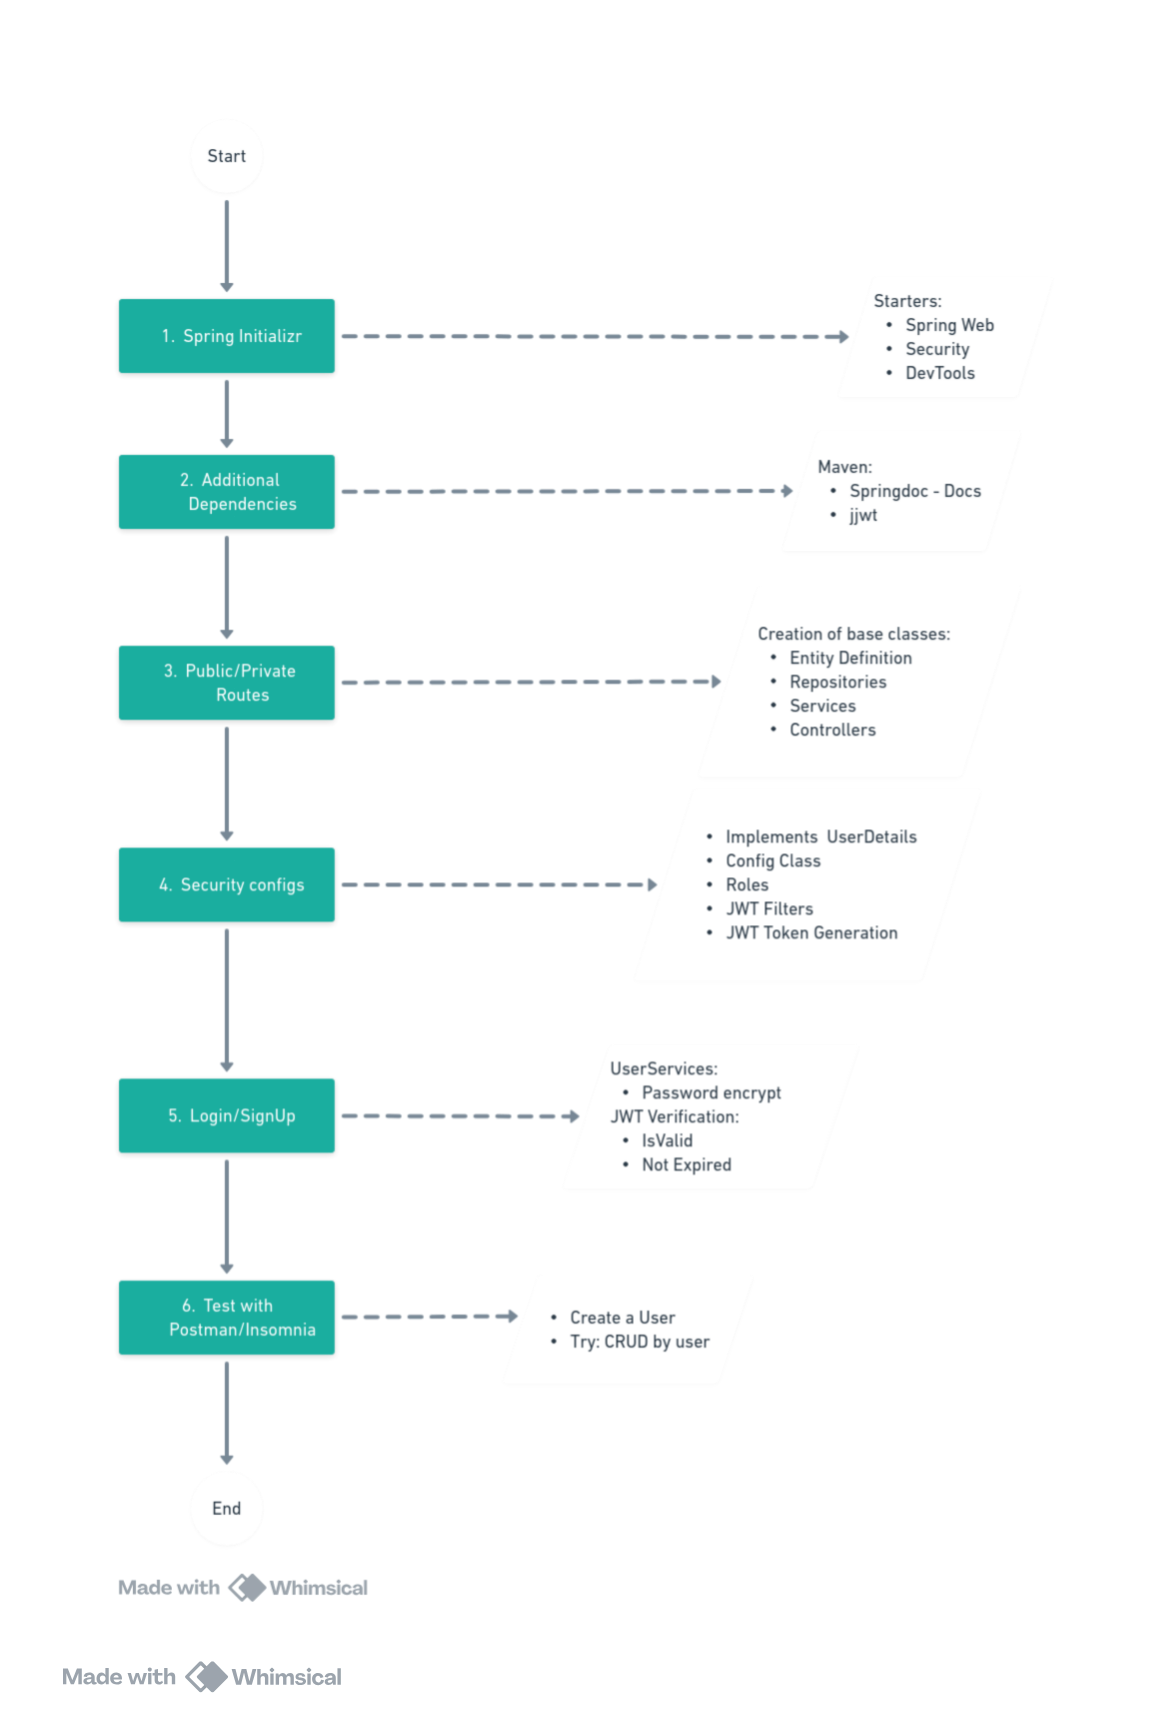 Start
1. Spring Initializr
Starters:
• Spring Web
• Security
• DevTools
2. Additional
Dependencies
Maven:
• Springdoc - Docs
• jjwt
3. Public/Private
Routes
Creation of base classes:
• Entity Definition
• Repositories
• Services
• Controllers
4. Security configs
• Implements UserDetails
• Config Class
• Roles
• JWT Filters
• JWT Token Generation
5. Login/SignUp
UserServices:
• Password encrypt
JWT Verification:
• IsValid
• Not Expired
6. Test with
Postman/Insomnia
• Create a User
• Try: CRUD by user
End
Made with Whimsical
Made with Whimsical